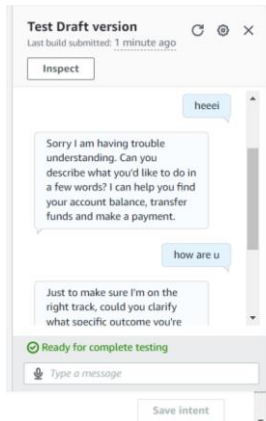 Test Draft version
Last build submitted: 1 minute ago
Inspect
heeei
Sorry I am having trouble
understanding. Can you
describe what you'd like to do in
a few words? I can help you find
your account balance, transfer
funds and make a payment.
how are u
Just to make sure I'm on the
right track, could you clarify
what specific outcome you're
Ready for complete testing
Type a message
Save intent